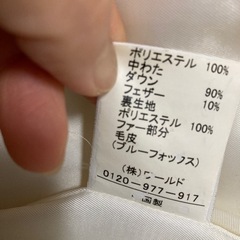 ポリエステル 100%
中わた
ダウン 90%
フェザー 10%
裏生地
ポリエステル 100%
ファー部分
毛皮
(ブルーフォックス)
(株)ワールド
0120-977-917
国製